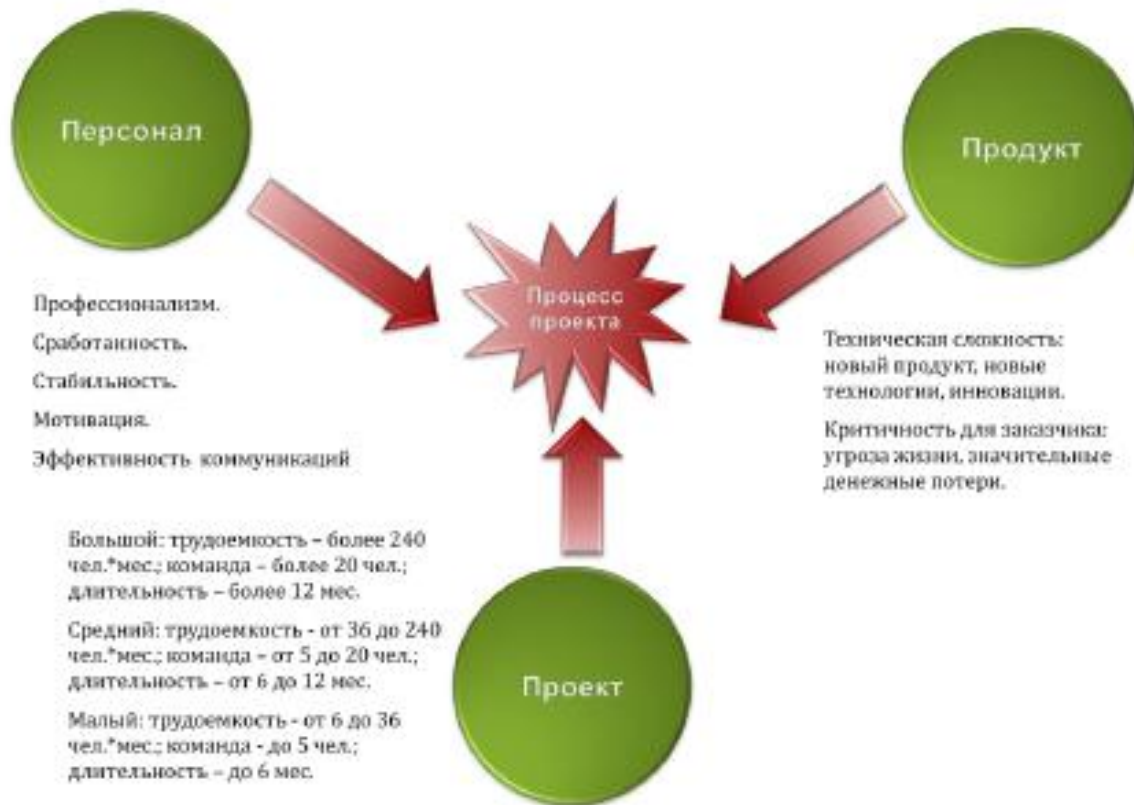 Персонал
Профессионализм.
Сработанность.
Стабильность.
Мотивация.
Эффективность коммуникаций
Процесс
проекта
Продукт
Техническая сложность:
новый продукт, новые
технологии, инновации.
Критичность для заказчика:
угроза жизни, значительные
денежные потери.
Большой: трудоемкость – более 240
чел.*мес.; команда – более 20 чел.;
длительность – более 12 мес.
Средний: трудоемкость - от 36 до 240
чел.*мес.; команда – от 5 до 20 чел.;
длительность – от 6 до 12 мес.
Малый: трудоемкость - от 6 до 36
чел.*мес.; команда - до 5 чел.;
длительность – до 6 мес.
Проект